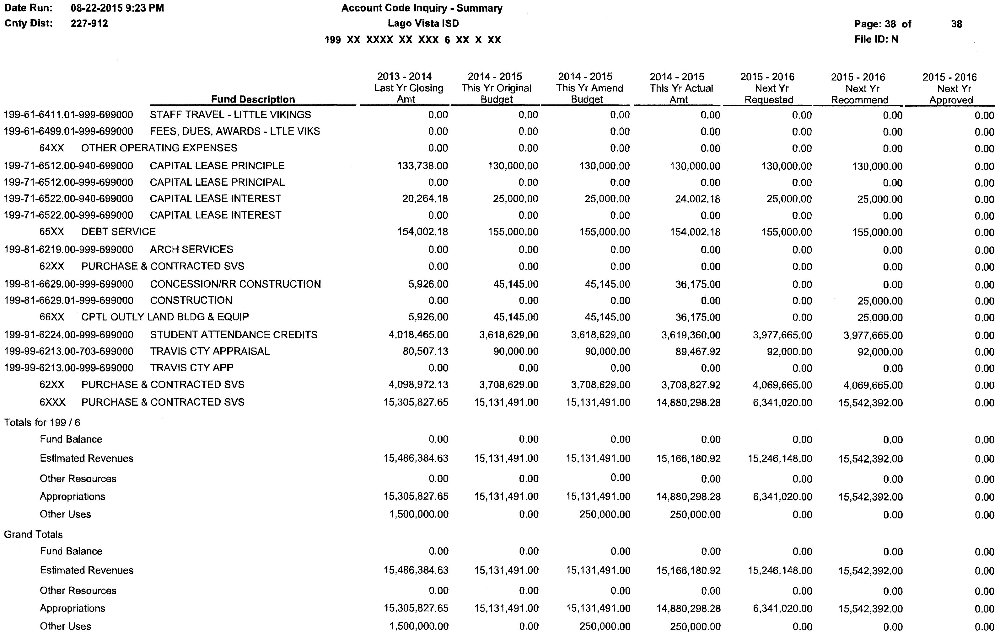 Date Run: 08-22-2015 9:23 PM Account Code Inquiry - Summary
Cnty Dist: 227-912 Lago Vista ISD Page: 38 of 38
199 XX XXXX XX XXX 6 XX X XX File ID: N
2013 - 2014 2014 - 2015 2014 - 2015 2014 - 2015 2015 - 2016 2015 - 2016 2015 - 2016
Last Yr Closing This Yr Original This Yr Amend This Yr Actual Next Yr Next Yr Next Yr
Fund Description Amt Budget Budget Amt Requested Recommend Approved
199-61-6411.01-999-699000 STAFF TRAVEL - LITTLE VIKINGS 0.00 0.00 0.00 0.00 0.00 0.00 0.00
199-61-6499.01-999-699000 FEES, DUES, AWARDS - LTLE VIKS 0.00 0.00 0.00 0.00 0.00 0.00 0.00
64XX OTHER OPERATING EXPENSES 0.00 0.00 0.00 0.00 0.00 0.00 0.00
199-71-6512.00-940-699000 CAPITAL LEASE PRINCIPLE 133,738.00 130,000.00 130,000.00 130,000.00 130,000.00 130,000.00 0.00
199-71-6512.00-999-699000 CAPITAL LEASE PRINCIPAL 0.00 0.00 0.00 0.00 0.00 0.00 0.00
199-71-6522.00-940-699000 CAPITAL LEASE INTEREST 20,264.18 25,000.00 25,000.00 24,002.18 25,000.00 25,000.00 0.00
199-71-6522.00-999-699000 CAPITAL LEASE INTEREST 0.00 0.00 0.00 0.00 0.00 0.00 0.00
65XX DEBT SERVICE 154,002.18 155,000.00 155,000.00 154,002.18 155,000.00 155,000.00 0.00
199-81-6219.00-999-699000 ARCH SERVICES 0.00 0.00 0.00 0.00 0.00 0.00 0.00
62XX PURCHASE & CONTRACTED SVS 0.00 0.00 0.00 0.00 0.00 0.00 0.00
199-81-6629.00-999-699000 CONCESSION/RR CONSTRUCTION 5,926.00 45,145.00 45,145.00 36,175.00 0.00 0.00 0.00
199-81-6629.01-999-699000 CONSTRUCTION 0.00 0.00 0.00 0.00 0.00 25,000.00 0.00
66XX CPTL OUTLY LAND BLDG & EQUIP 5,926.00 45,145.00 45,145.00 36,175.00 0.00 25,000.00 0.00
199-91-6224.00-999-699000 STUDENT ATTENDANCE CREDITS 4,018,465.00 3,618,629.00 3,618,629.00 3,619,360.00 3,977,665.00 3,977,665.00 0.00
199-99-6213.00-703-699000 TRAVIS CTY APPRAISAL 80,507.13 90,000.00 90,000.00 89,467.92 92,000.00 92,000.00 0.00
199-99-6213.00-999-699000 TRAVIS CTY APP 0.00 0.00 0.00 0.00 0.00 0.00 0.00
62XX PURCHASE & CONTRACTED SVS 4,098,972.13 3,708,629.00 3,708,629.00 3,708,827.92 4,069,665.00 4,069,665.00 0.00
6XXX PURCHASE & CONTRACTED SVS 15,305,827.65 15,131,491.00 15,131,491.00 14,880,298.28 6,341,020.00 15,542,392.00 0.00
Totals for 199 / 6
Fund Balance 0.00 0.00 0.00 0.00 0.00 0.00 0.00
Estimated Revenues 15,486,384.63 15,131,491.00 15,131,491.00 15,166,180.92 15,246,148.00 15,542,392.00 0.00
Other Resources 0.00 0.00 0.00 0.00 0.00 0.00 0.00
Appropriations 15,305,827.65 15,131,491.00 15,131,491.00 14,880,298.28 6,341,020.00 15,542,392.00 0.00
Other Uses 1,500,000.00 0.00 250,000.00 250,000.00 0.00 0.00 0.00
Grand Totals
Fund Balance 0.00 0.00 0.00 0.00 0.00 0.00 0.00
Estimated Revenues 15,486,384.63 15,131,491.00 15,131,491.00 15,166,180.92 15,246,148.00 15,542,392.00 0.00
Other Resources 0.00 0.00 0.00 0.00 0.00 0.00 0.00
Appropriations 15,305,827.65 15,131,491.00 15,131,491.00 14,880,298.28 6,341,020.00 15,542,392.00 0.00
Other Uses 1,500,000.00 0.00 250,000.00 250,000.00 0.00 0.00 0.00